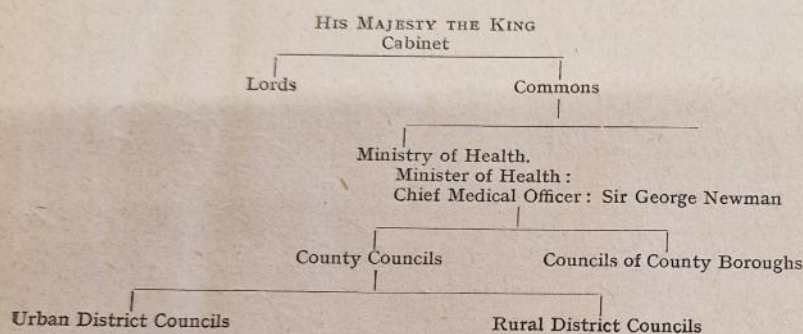 HIS MAJESTY THE KING
Cabinet
Lords
Commons
Ministry of Health.
Minister of Health :
Chief Medical Officer : Sir George Newman
County Councils
Councils of County Boroughs
Urban District Councils
Rural District Councils